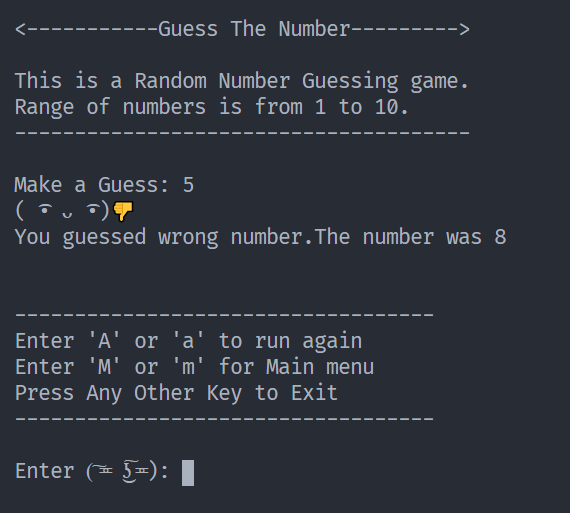 <-----------Guess The Number--------->
This is a Random Number Guessing game.
Range of numbers is from 1 to 10.
--------------------------------------
Make a Guess: 5
( ͡• ᴗ ͡•)👎
You guessed wrong number.The number was 8
-----------------------------------
Enter 'A' or 'a' to run again
Enter 'M' or 'm' for Main menu
Press Any Other Key to Exit
-----------------------------------
Enter ( ͠≖ ͜ʖ͠≖):